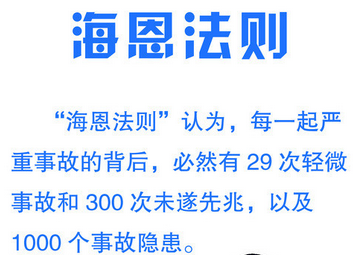 海恩法则
“海恩法则”认为，每一起严
重事故的背后，必然有 29 次轻微
事故和 300 次未遂先兆，以及
1000 个事故隐患。